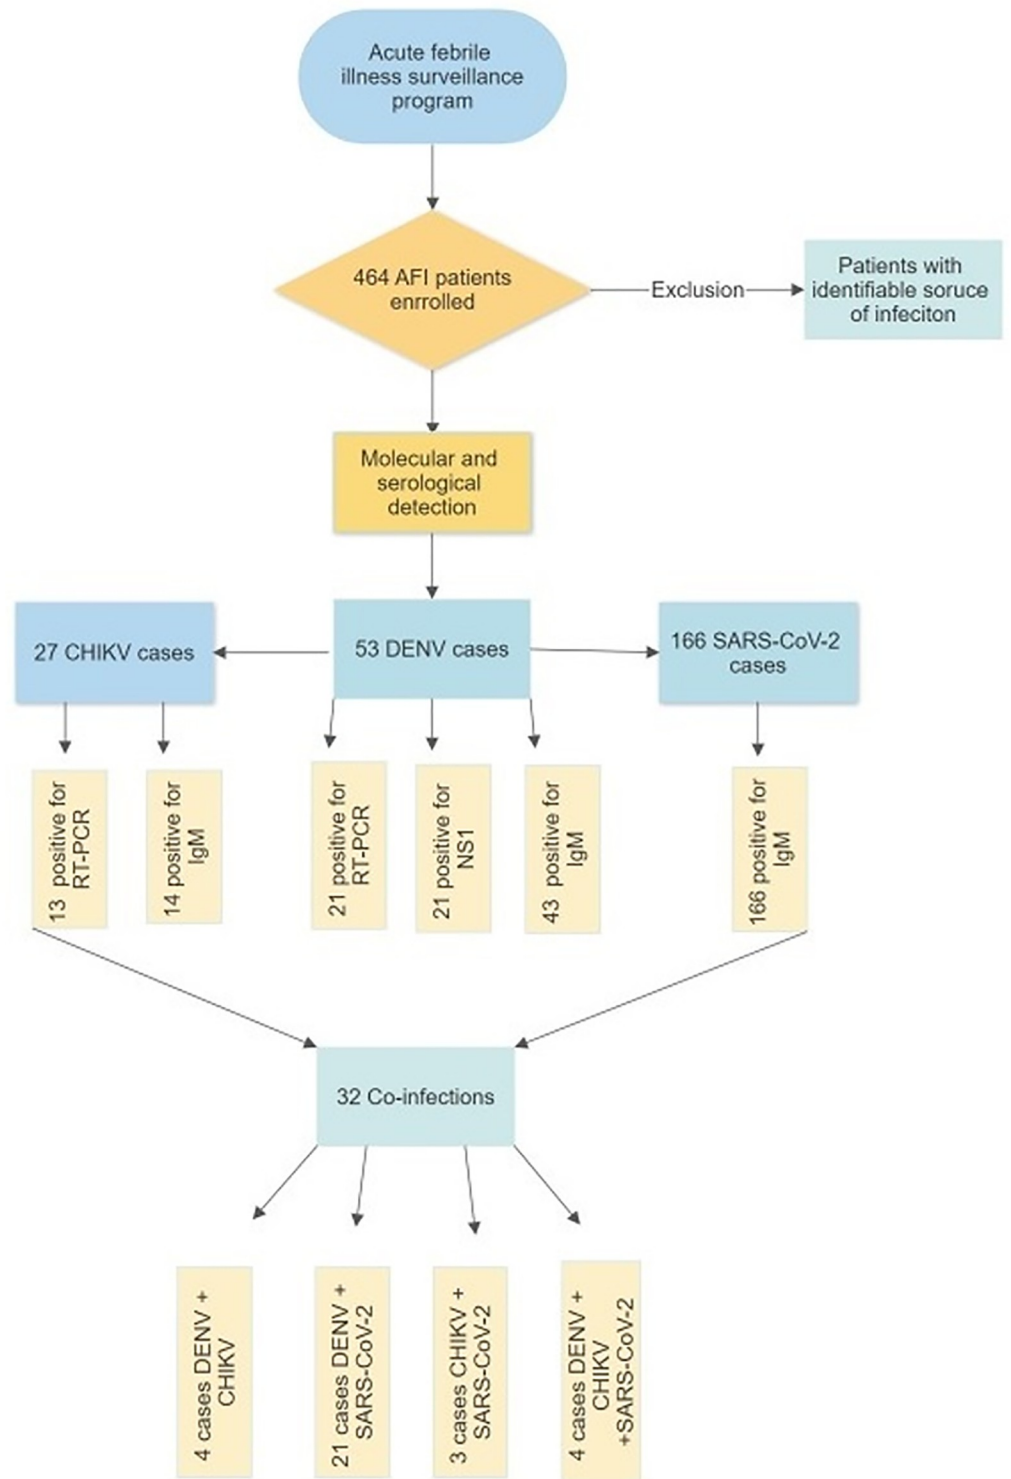 Acute febrile
illness surveillance
program
464 AFI patients
enrrolled
Exclusion
Patients with
identifiable soruce
of infeciton
Molecular and
serological
detection
27 CHIKV cases
53 DENV cases
166 SARS-CoV-2
cases
13 positive for
RT-PCR
14 positive for
IgM
21 positive for
RT-PCR
21 positive for
NS1
43 positive for
IgM
166 positive for
IgM
32 Co-infections
4 cases DENV +
CHIKV
21 cases DENV +
SARS-CoV-2
3 cases CHIKV +
SARS-CoV-2
4 cases DENV +
CHIKV
+SARS-CoV-2